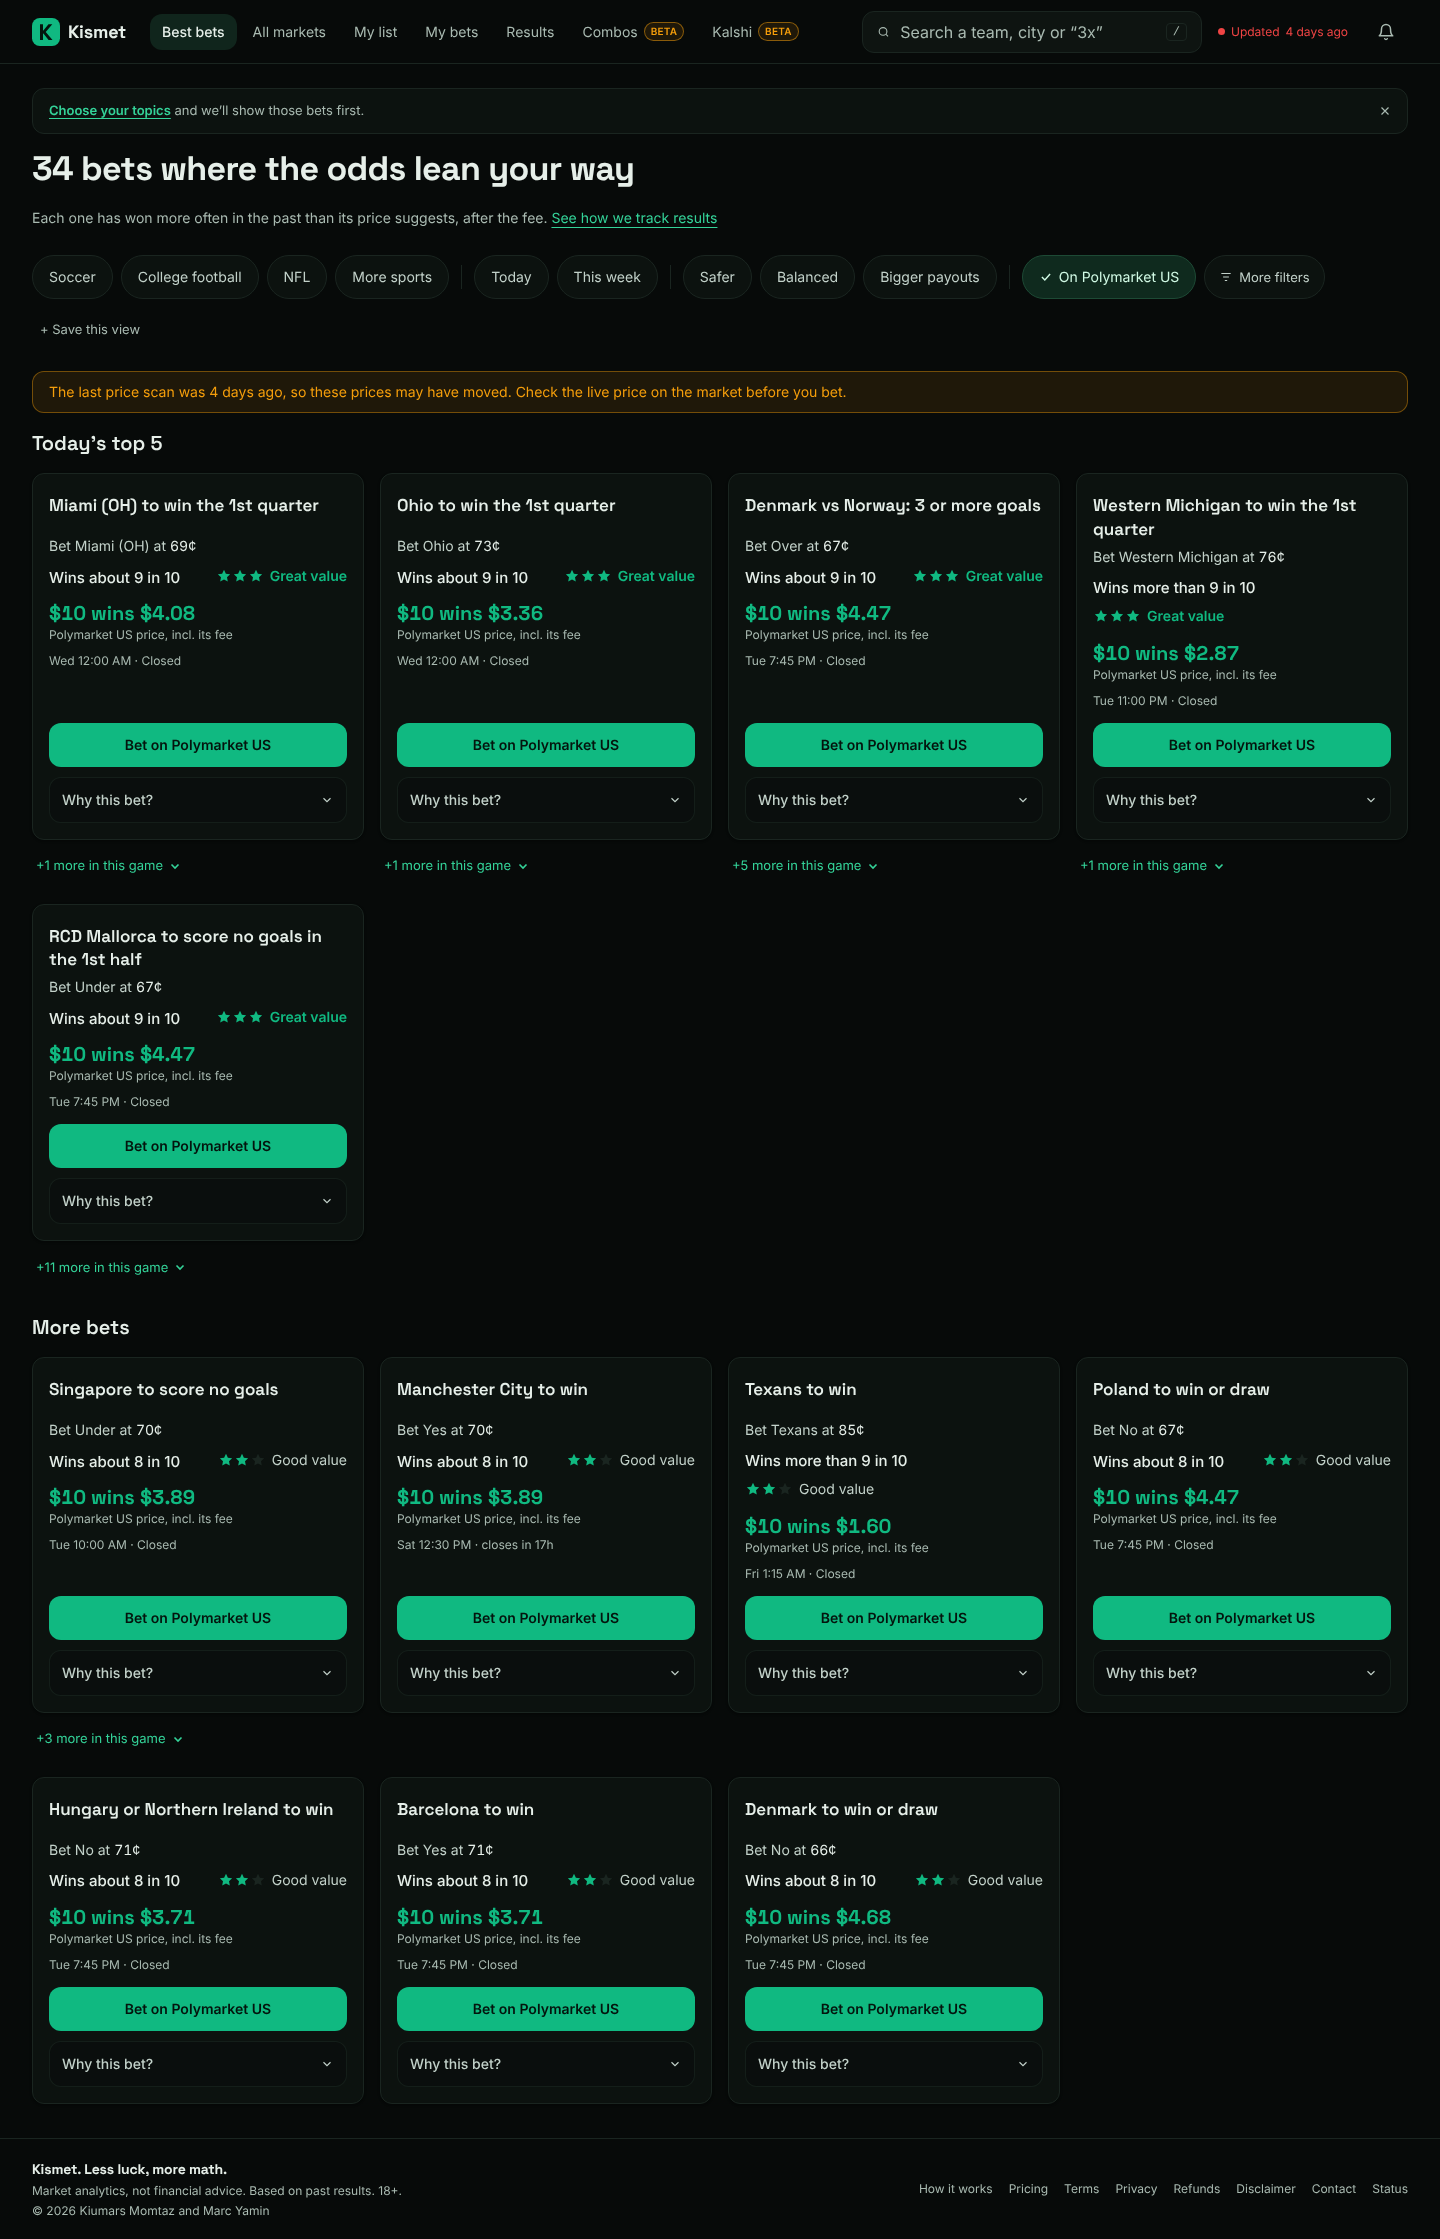 Kismet
Best bets
All markets
My list
My bets
Results
Combos BETA
Kalshi BETA
Search a team, city or “3x” /
Updated 4 days ago
Choose your topics and we’ll show those bets first. ×
34 bets where the odds lean your way
Each one has won more often in the past than its price suggests, after the fee. See how we track results
Soccer
College football
NFL
More sports
Today
This week
Safer
Balanced
Bigger payouts
✓ On Polymarket US
More filters
+ Save this view
The last price scan was 4 days ago, so these prices may have moved. Check the live price on the market before you bet.
Today’s top 5
Miami (OH) to win the 1st quarter
Bet Miami (OH) at 69¢
Wins about 9 in 10 ★★★ Great value
$10 wins $4.08
Polymarket US price, incl. its fee
Wed 12:00 AM · Closed
Bet on Polymarket US
Why this bet?
+1 more in this game
Ohio to win the 1st quarter
Bet Ohio at 73¢
Wins about 9 in 10 ★★★ Great value
$10 wins $3.36
Polymarket US price, incl. its fee
Wed 12:00 AM · Closed
Bet on Polymarket US
Why this bet?
+1 more in this game
Denmark vs Norway: 3 or more goals
Bet Over at 67¢
Wins about 9 in 10 ★★★ Great value
$10 wins $4.47
Polymarket US price, incl. its fee
Tue 7:45 PM · Closed
Bet on Polymarket US
Why this bet?
+5 more in this game
Western Michigan to win the 1st
quarter
Bet Western Michigan at 76¢
Wins more than 9 in 10
★★★ Great value
$10 wins $2.87
Polymarket US price, incl. its fee
Tue 11:00 PM · Closed
Bet on Polymarket US
Why this bet?
+1 more in this game
RCD Mallorca to score no goals in
the 1st half
Bet Under at 67¢
Wins about 9 in 10 ★★★ Great value
$10 wins $4.47
Polymarket US price, incl. its fee
Tue 7:45 PM · Closed
Bet on Polymarket US
Why this bet?
+11 more in this game
More bets
Singapore to score no goals
Bet Under at 70¢
Wins about 8 in 10 ★★★ Good value
$10 wins $3.89
Polymarket US price, incl. its fee
Tue 10:00 AM · Closed
Bet on Polymarket US
Why this bet?
+3 more in this game
Manchester City to win
Bet Yes at 70¢
Wins about 8 in 10 ★★★ Good value
$10 wins $3.89
Polymarket US price, incl. its fee
Sat 12:30 PM · closes in 17h
Bet on Polymarket US
Why this bet?
Texans to win
Bet Texans at 85¢
Wins more than 9 in 10
★★★ Good value
$10 wins $1.60
Polymarket US price, incl. its fee
Fri 1:15 AM · Closed
Bet on Polymarket US
Why this bet?
Poland to win or draw
Bet No at 67¢
Wins about 8 in 10 ★★★ Good value
$10 wins $4.47
Polymarket US price, incl. its fee
Tue 7:45 PM · Closed
Bet on Polymarket US
Why this bet?
Hungary or Northern Ireland to win
Bet No at 71¢
Wins about 8 in 10 ★★★ Good value
$10 wins $3.71
Polymarket US price, incl. its fee
Tue 7:45 PM · Closed
Bet on Polymarket US
Why this bet?
Barcelona to win
Bet Yes at 71¢
Wins about 8 in 10 ★★★ Good value
$10 wins $3.71
Polymarket US price, incl. its fee
Tue 7:45 PM · Closed
Bet on Polymarket US
Why this bet?
Denmark to win or draw
Bet No at 66¢
Wins about 8 in 10 ★★★ Good value
$10 wins $4.68
Polymarket US price, incl. its fee
Tue 7:45 PM · Closed
Bet on Polymarket US
Why this bet?
Kismet. Less luck, more math.
Market analytics, not financial advice. Based on past results. 18+.
© 2026 Kiumars Momtaz and Marc Yamin
How it works
Pricing
Terms
Privacy
Refunds
Disclaimer
Contact
Status